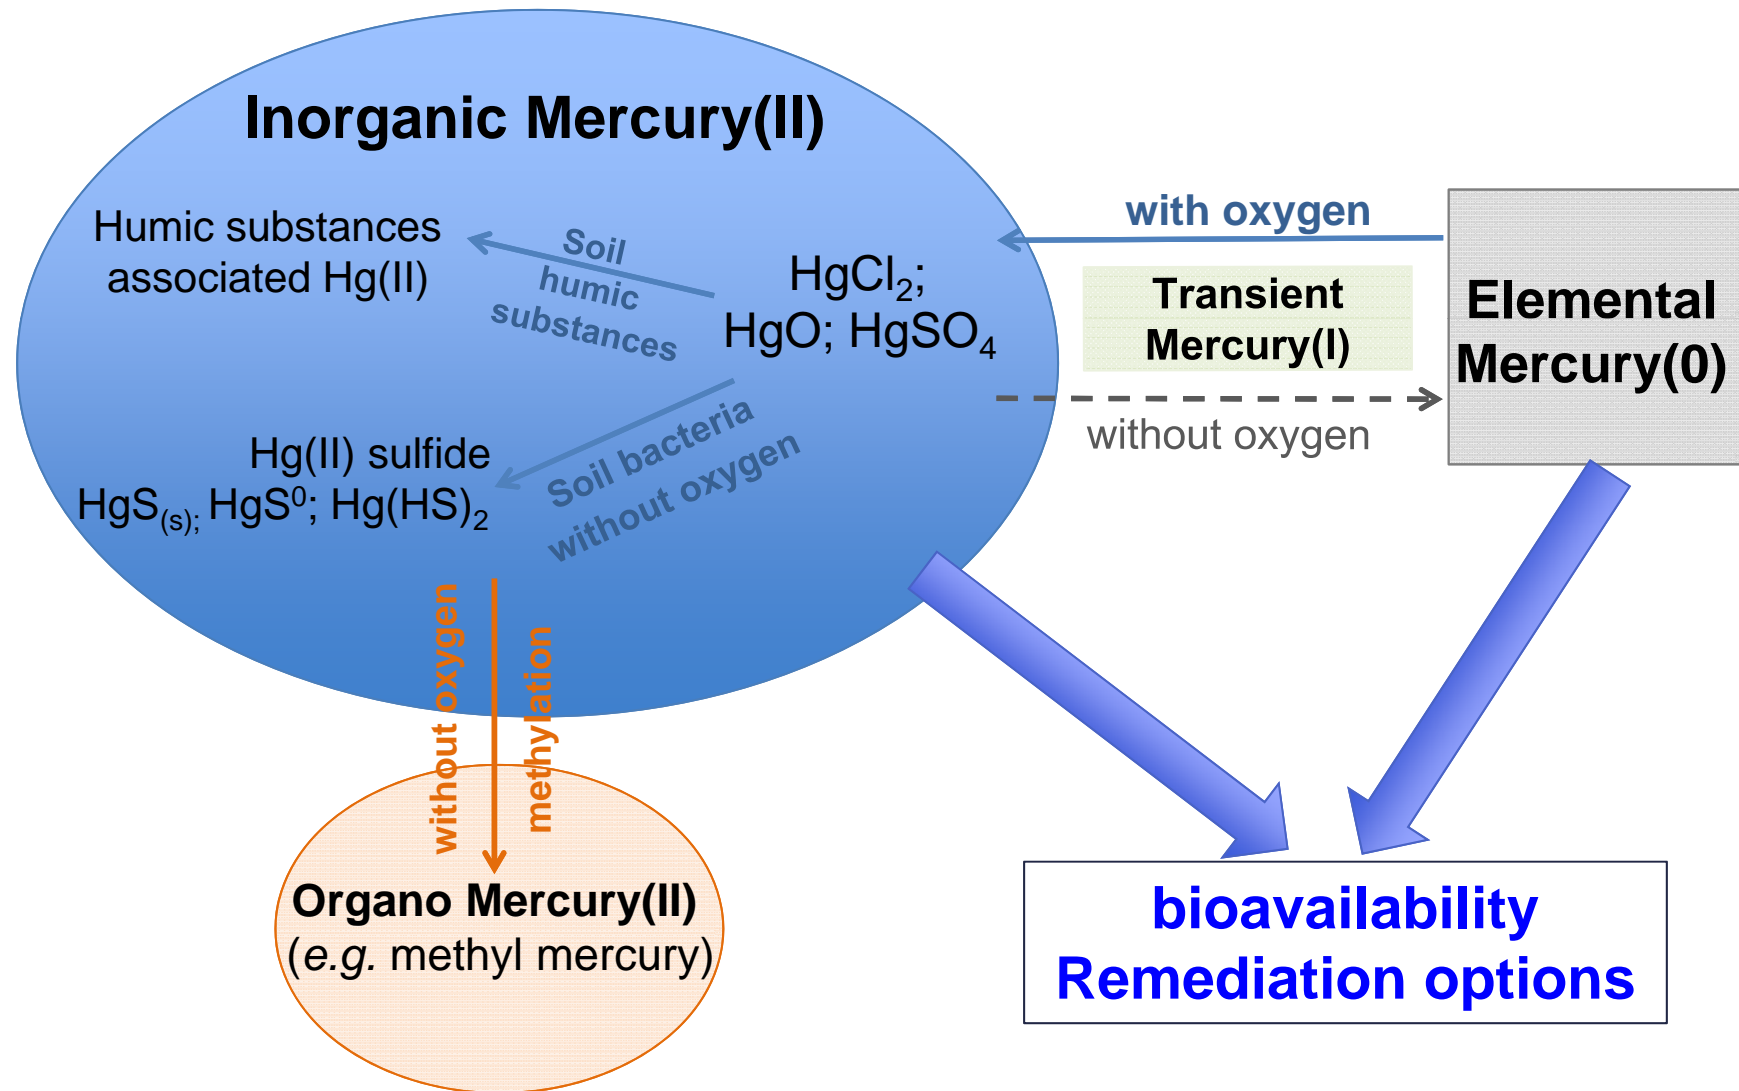 Inorganic Mercury(II)
Humic substances
associated Hg(II)
Soil
humic
substances
HgCl₂;
HgO; HgSO₄
Hg(II) sulfide
HgS₍ₛ₎; HgS⁰; Hg(HS)₂
Soil bacteria
without oxygen
with oxygen
Transient
Mercury(I)
without oxygen
Elemental
Mercury(0)
without oxygen
methylation
Organo Mercury(II)
(e.g. methyl mercury)
bioavailability
Remediation options